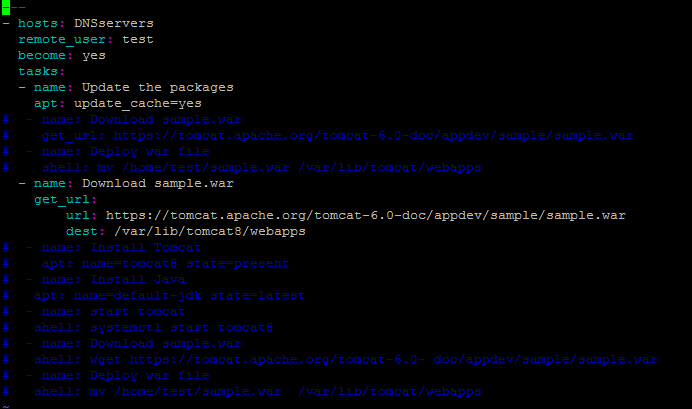 ---
- hosts: DNSservers
  remote_user: test
  become: yes
  tasks:
  - name: Update the packages
    apt: update_cache=yes
#  - name: Download sample.war
#    get_url: https://tomcat.apache.org/tomcat-6.0-doc/appdev/sample/sample.war
#  - name: Deploy war file
#    shell: mv /home/test/sample.war /var/lib/tomcat/webapps
  - name: Download sample.war
    get_url:
        url: https://tomcat.apache.org/tomcat-6.0-doc/appdev/sample/sample.war
        dest: /var/lib/tomcat8/webapps
#  - name: Install Tomcat
#    apt: name=tomcat8 state=present
#  - name: Install Java
#   apt: name=default-jdk state=latest
#  - name: start tomcat
#   shell: systemctl start tomcat8
#  - name: Download sample.war
#   shell: wget https://tomcat.apache.org/tomcat-6.0- doc/appdev/sample/sample.war
#  - name: Deploy war file
#   shell: mv /home/test/sample.war  /var/lib/tomcat/webapps
~